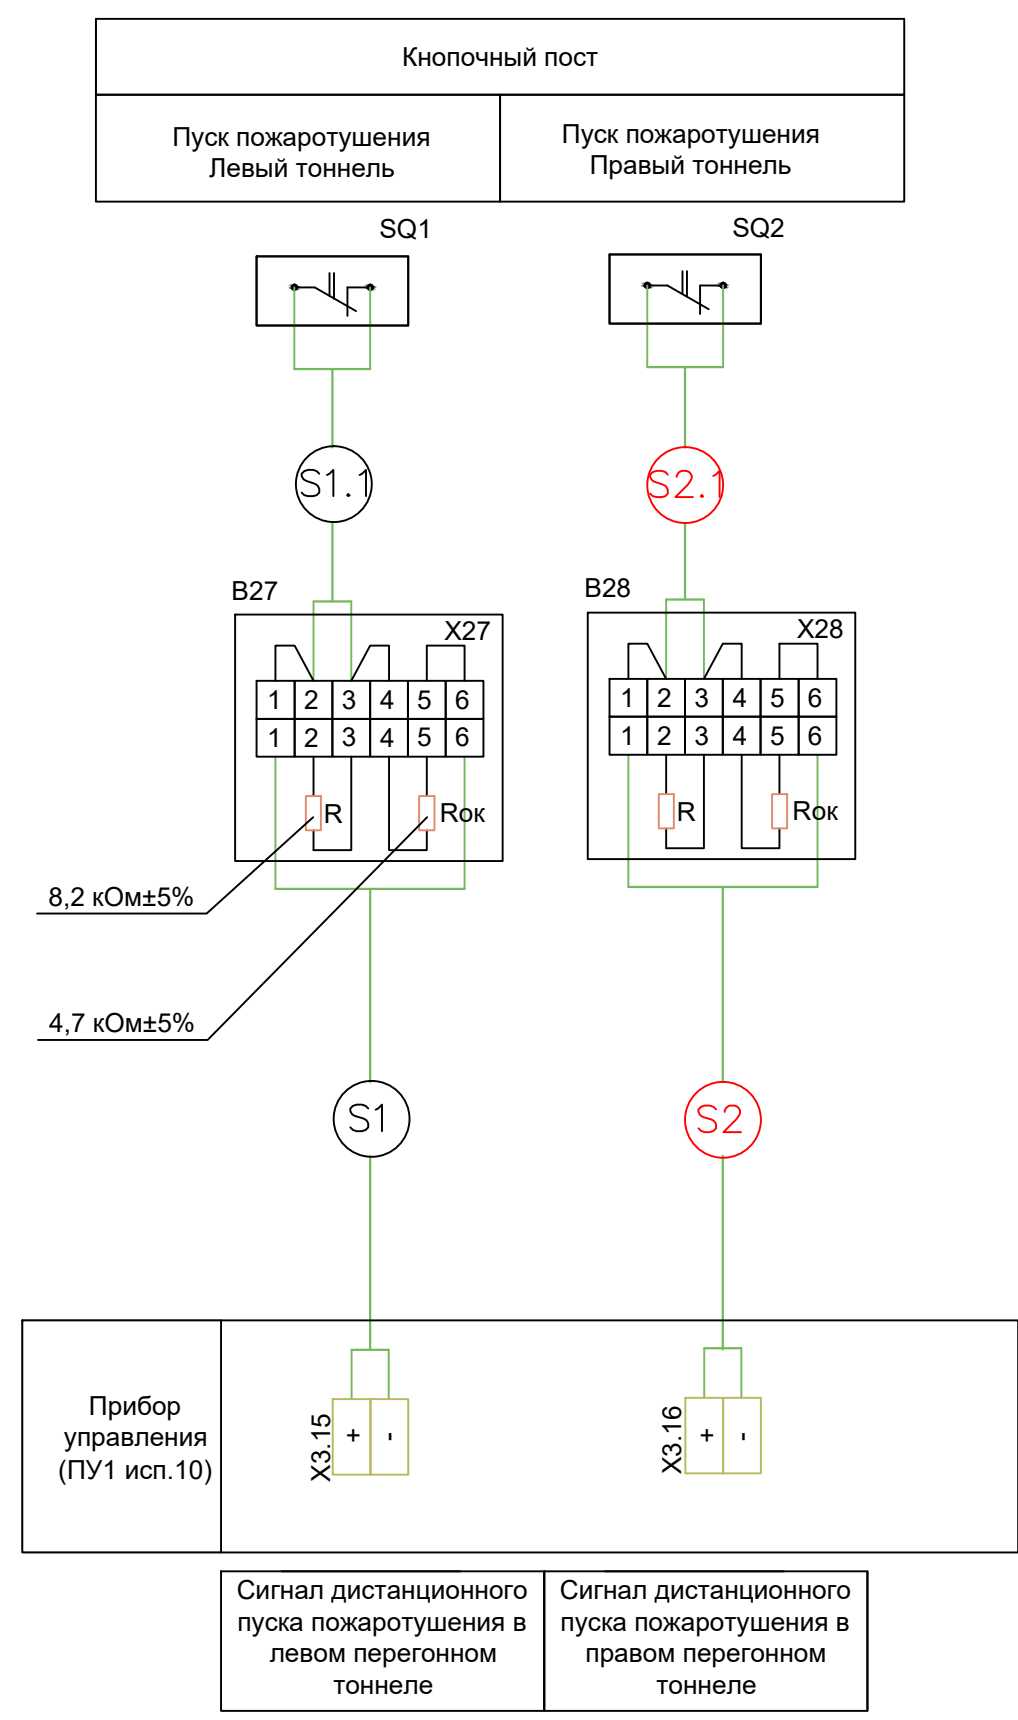 Кнопочный пост
Пуск пожаротушения
Левый тоннель
Пуск пожаротушения
Правый тоннель
SQ1
SQ2
S1.1
S2.1
B27
B28
X27
X28
1 2 3 4 5 6
1 2 3 4 5 6
1 2 3 4 5 6
1 2 3 4 5 6
R
Rок
R
Rок
8,2 кОм±5%
4,7 кОм±5%
S1
S2
Прибор
управления
(ПУ1 исп.10)
X3.15
+ -
X3.16
+ -
Сигнал дистанционного
пуска пожаротушения в
левом перегонном
тоннеле
Сигнал дистанционного
пуска пожаротушения в
правом перегонном
тоннеле